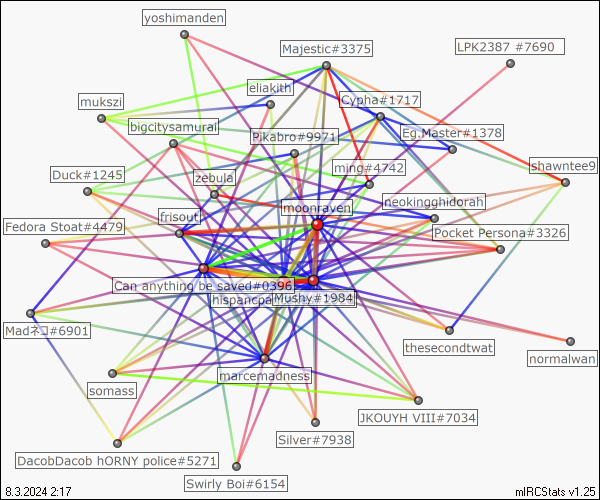 yoshimanden
Majestic#3375
LPK2387 #7690
eliakith
mukszi
Cypha#1717
bigcitysamurai
Pikabro#9971
Eg.Master#1378
ming#4742
shawntee9
Duck#1245
zebula
moonraven
neokingghidorah
frisout
Fedora Stoat#4479
Pocket Persona#3326
Can anything be saved#0396
Mushy#1984
Madネコ#6901
thesecondtwat
normalwan
marcemadness
somass
JKOUYH VIII#7034
Silver#7938
DacobDacob hORNY police#5271
Swirly Boi#6154
8.3.2024 2:17
mIRCStats v1.25